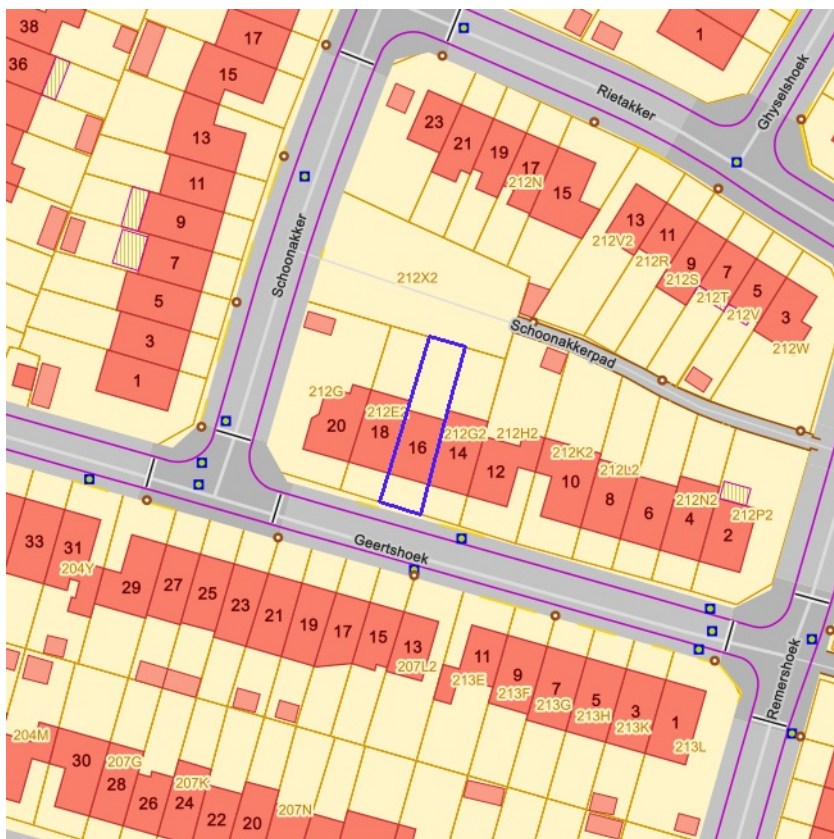 38
17
36
15
1
Rietakker
Ghyselshoek
23
21
19
17
15
212N
13
11
9
7
5
3
1
Schoonakker
13
11
9
7
5
3
212V2
212R
212S
212T
212V
212W
212X2
Schoonakkerpad
212G
212E2
20
18
16
14
12
212G2
212H2
212K2
212L2
10
8
6
4
2
212N2
212P2
Geertshoek
33
31
204Y
29
27
25
23
21
19
17
15
13
207L2
213E
11
9
7
5
3
1
213F
213G
213H
213K
213L
Remershoek
204M
30
207G
28
26
207K
24
22
20
207N